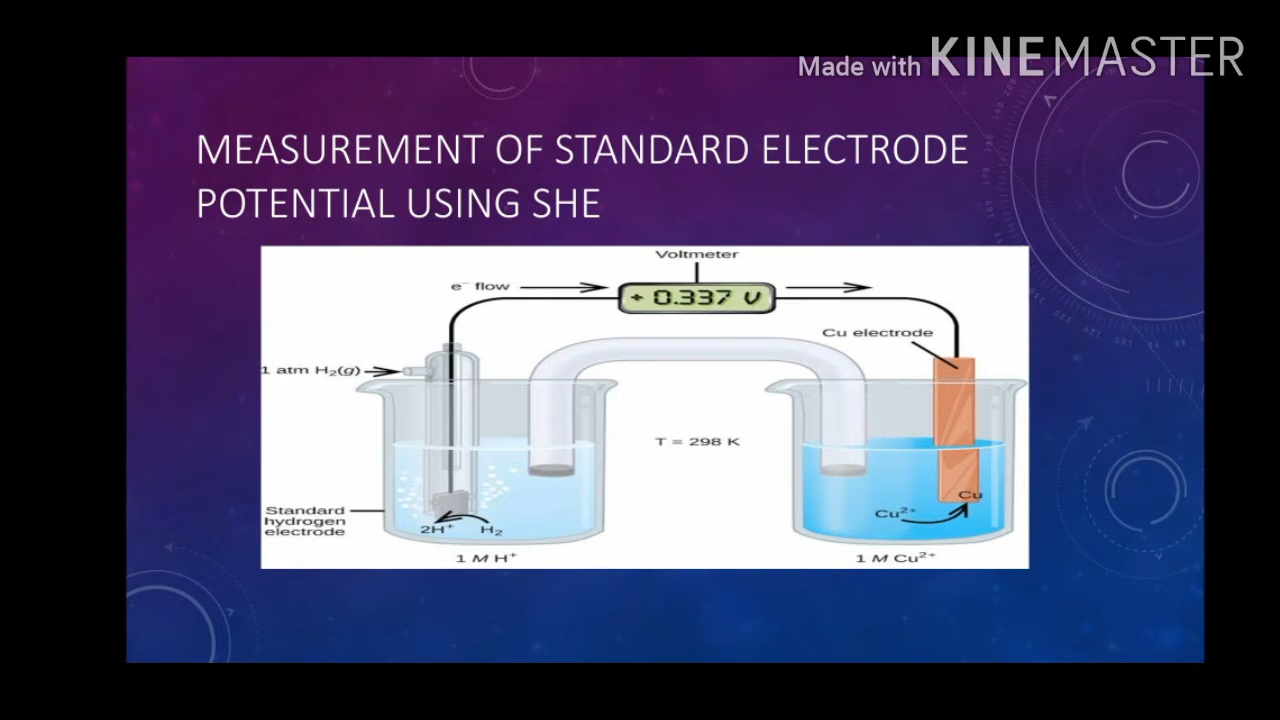 Made with KINEMASTER
MEASUREMENT OF STANDARD ELECTRODE
POTENTIAL USING SHE
Voltmeter
e⁻ flow
+ 0.337 V
Cu electrode
1 atm H₂(g)
T = 298 K
Standard
hydrogen
electrode
2H⁺ H₂
Cu
Cu²⁺
1 M H⁺
1 M Cu²⁺